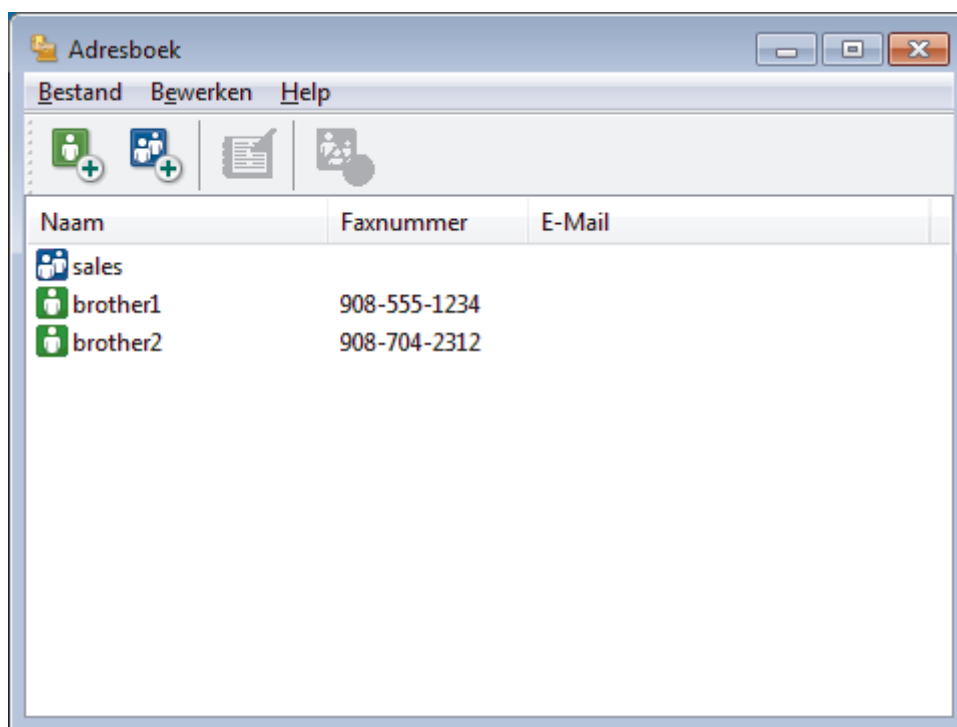 Adresboek
Bestand Bewerken Help
Naam Faxnummer E-Mail
sales
brother1 908-555-1234
brother2 908-704-2312